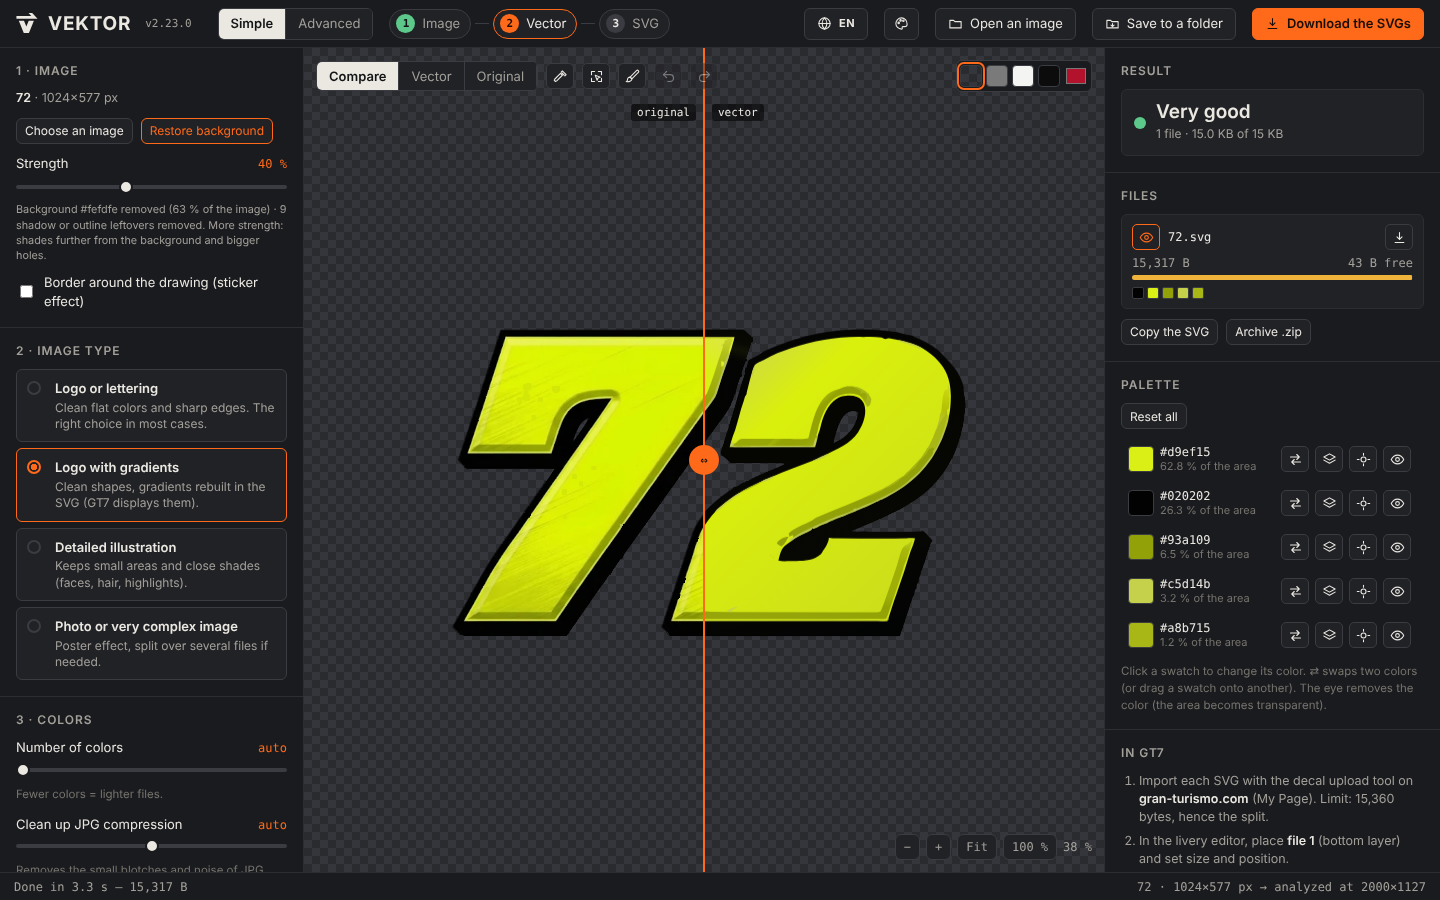 VEKTOR v2.23.0 Simple Advanced 1 Image 2 Vector 3 SVG EN Open an image Save to a folder Download the SVGs
1 · IMAGE
72 · 1024×577 px
Choose an image Restore background
Strength 40 %
Background #fefdfe removed (63 % of the image) · 9
shadow or outline leftovers removed. More strength:
shades further from the background and bigger
holes.
Border around the drawing (sticker
effect)
2 · IMAGE TYPE
Logo or lettering
Clean flat colors and sharp edges. The
right choice in most cases.
Logo with gradients
Clean shapes, gradients rebuilt in the
SVG (GT7 displays them).
Detailed illustration
Keeps small areas and close shades
(faces, hair, highlights).
Photo or very complex image
Poster effect, split over several files if
needed.
3 · COLORS
Number of colors auto
Fewer colors = lighter files.
Clean up JPG compression auto
Removes the small blotches and noise of JPG
Compare Vector Original
original vector
72
− + Fit 100 % 38 %
RESULT
Very good
1 file · 15.0 KB of 15 KB
FILES
72.svg
15,317 B 43 B free
Copy the SVG Archive .zip
PALETTE
Reset all
#d9ef15
62.8 % of the area
#020202
26.3 % of the area
#93a109
6.5 % of the area
#c5d14b
3.2 % of the area
#a8b715
1.2 % of the area
Click a swatch to change its color. ⇄ swaps two colors
(or drag a swatch onto another). The eye removes the
color (the area becomes transparent).
IN GT7
1. Import each SVG with the decal upload tool on
gran-turismo.com (My Page). Limit: 15,360
bytes, hence the split.
2. In the livery editor, place file 1 (bottom layer)
and set size and position.
Done in 3.3 s — 15,317 B 72 · 1024×577 px → analyzed at 2000×1127